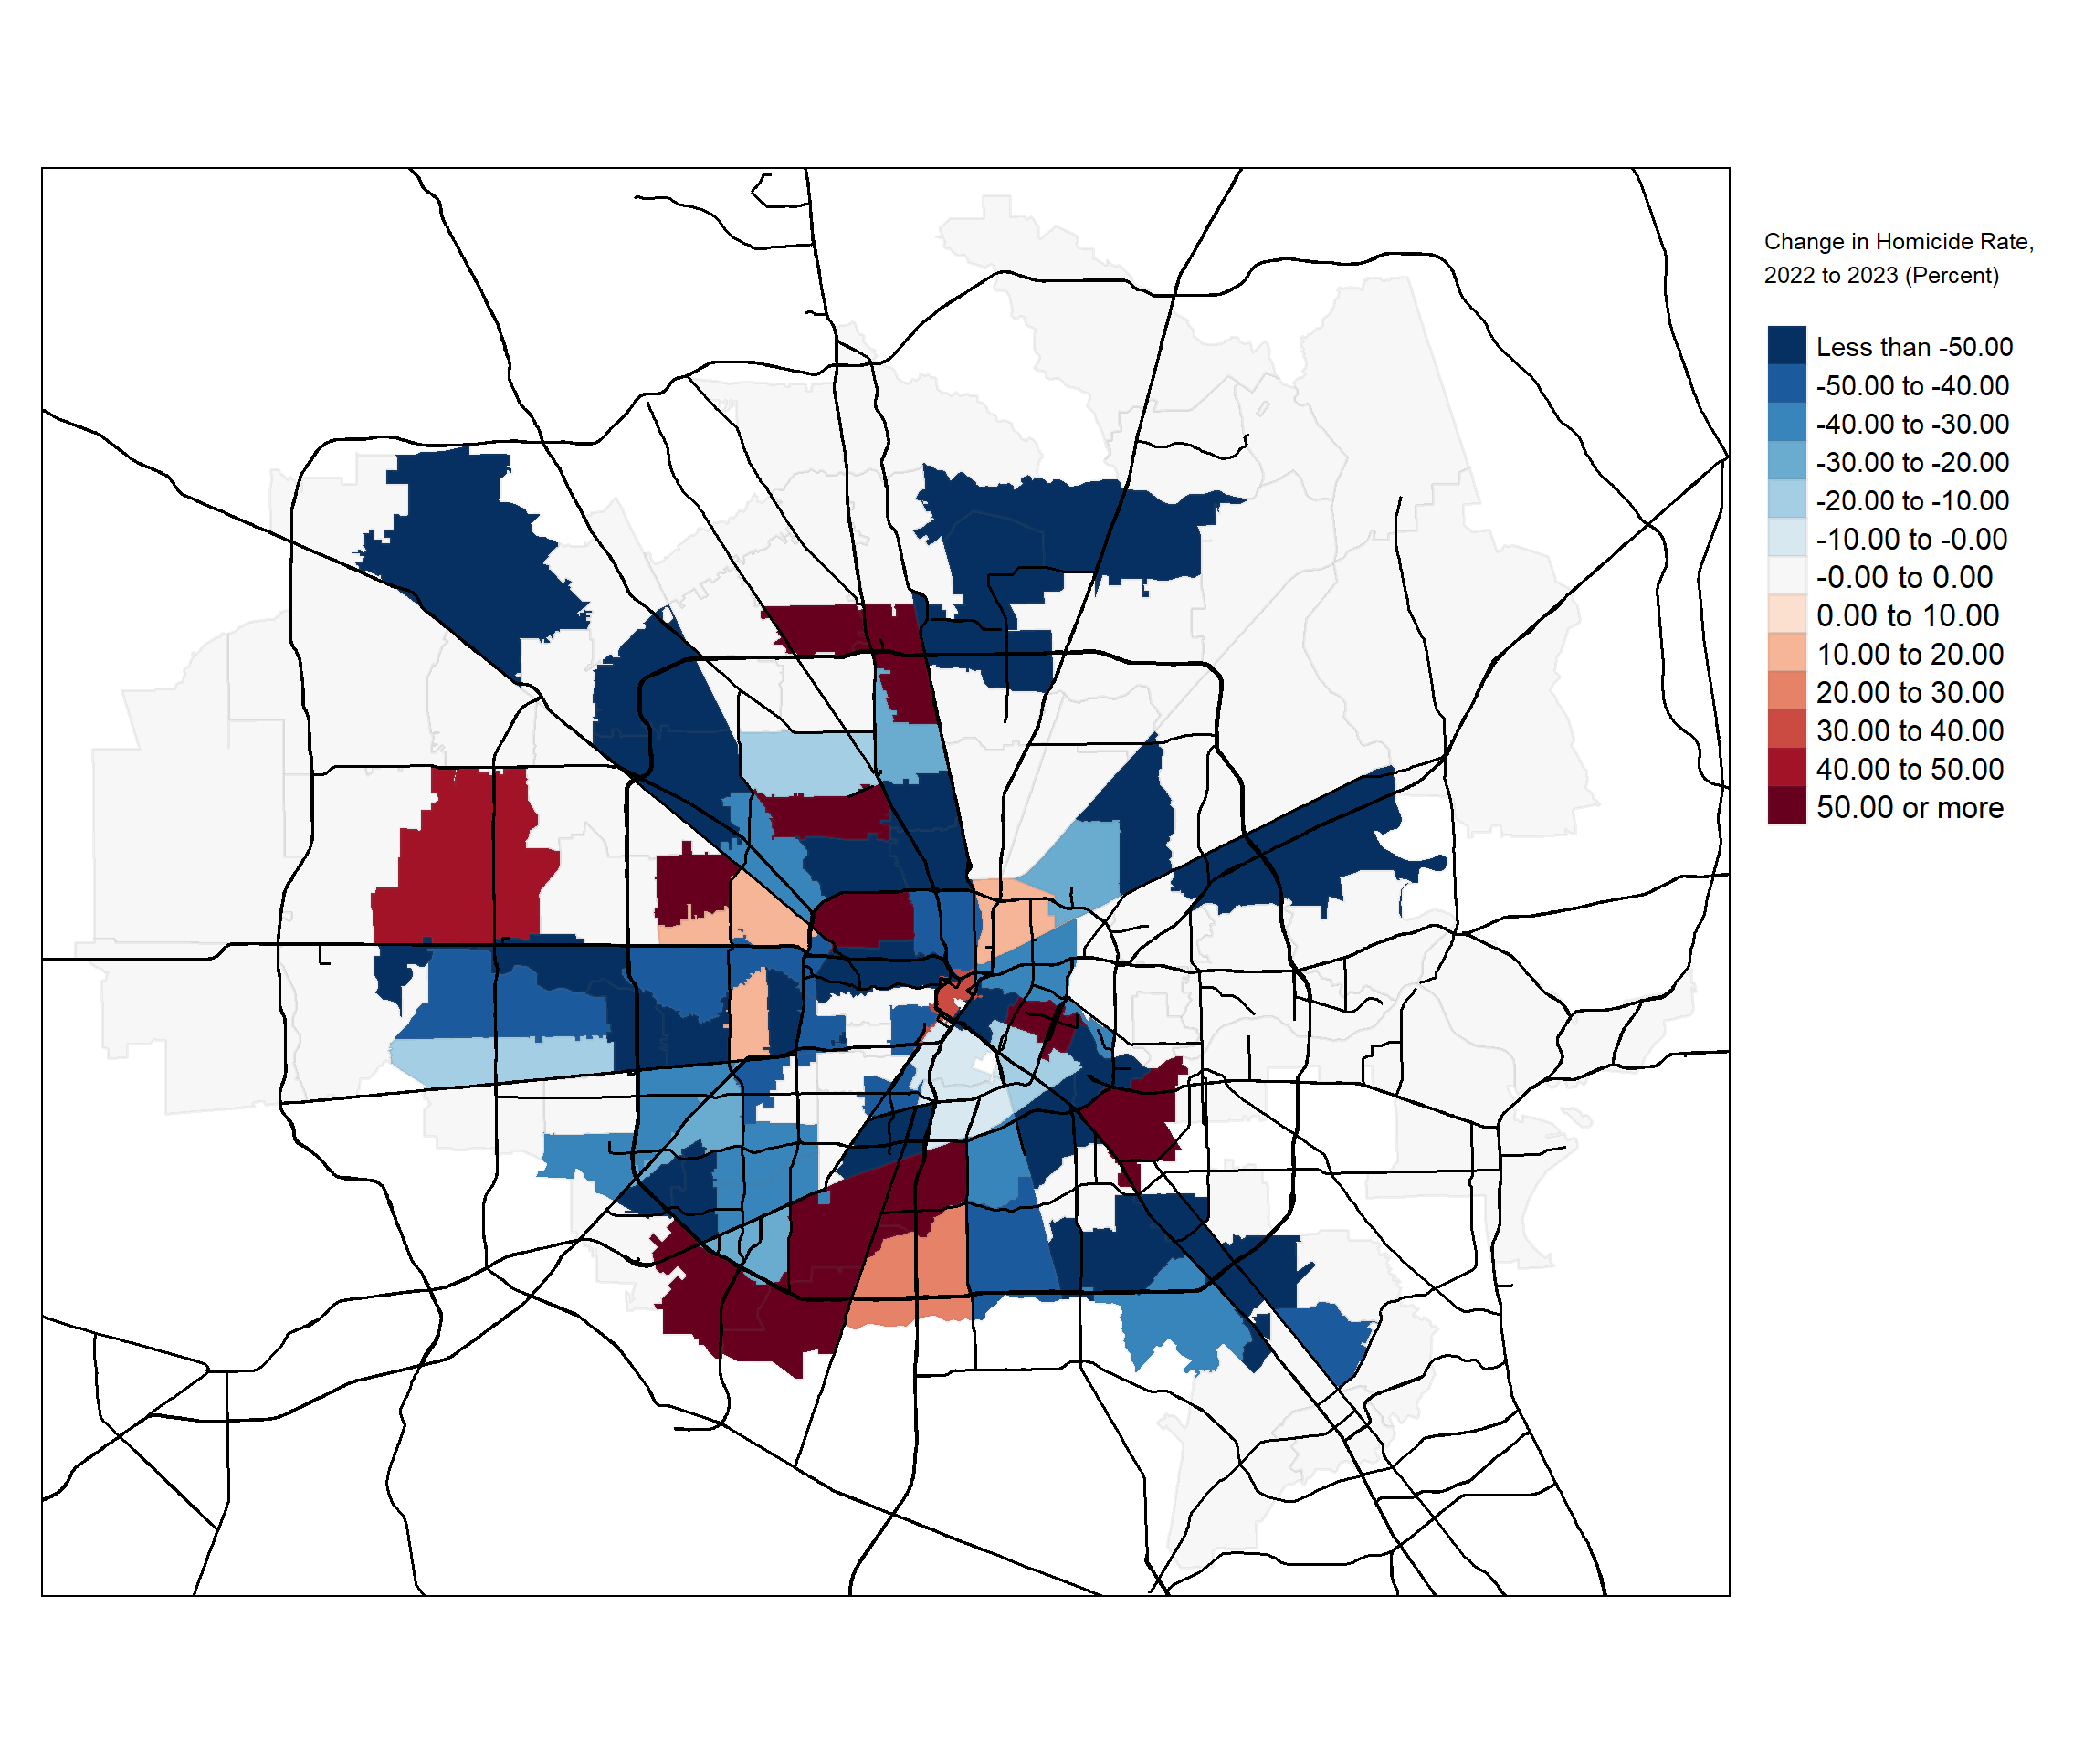 Change in Homicide Rate,
2022 to 2023 (Percent)
Less than -50.00
-50.00 to -40.00
-40.00 to -30.00
-30.00 to -20.00
-20.00 to -10.00
-10.00 to -0.00
-0.00 to 0.00
0.00 to 10.00
10.00 to 20.00
20.00 to 30.00
30.00 to 40.00
40.00 to 50.00
50.00 or more